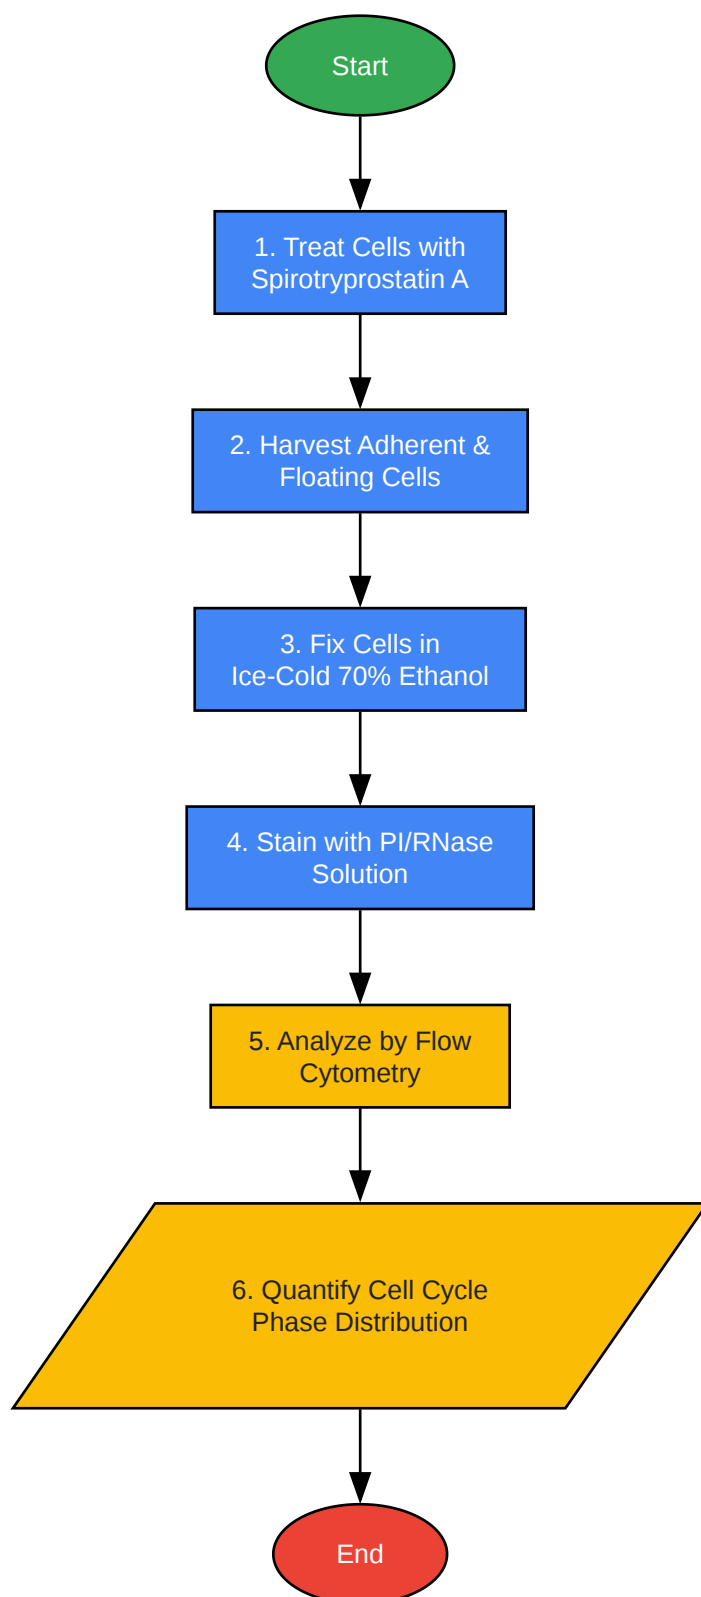 Start
1. Treat Cells with
Spirotryprostatin A
2. Harvest Adherent &
Floating Cells
3. Fix Cells in
Ice-Cold 70% Ethanol
4. Stain with PI/RNase
Solution
5. Analyze by Flow
Cytometry
6. Quantify Cell Cycle
Phase Distribution
End